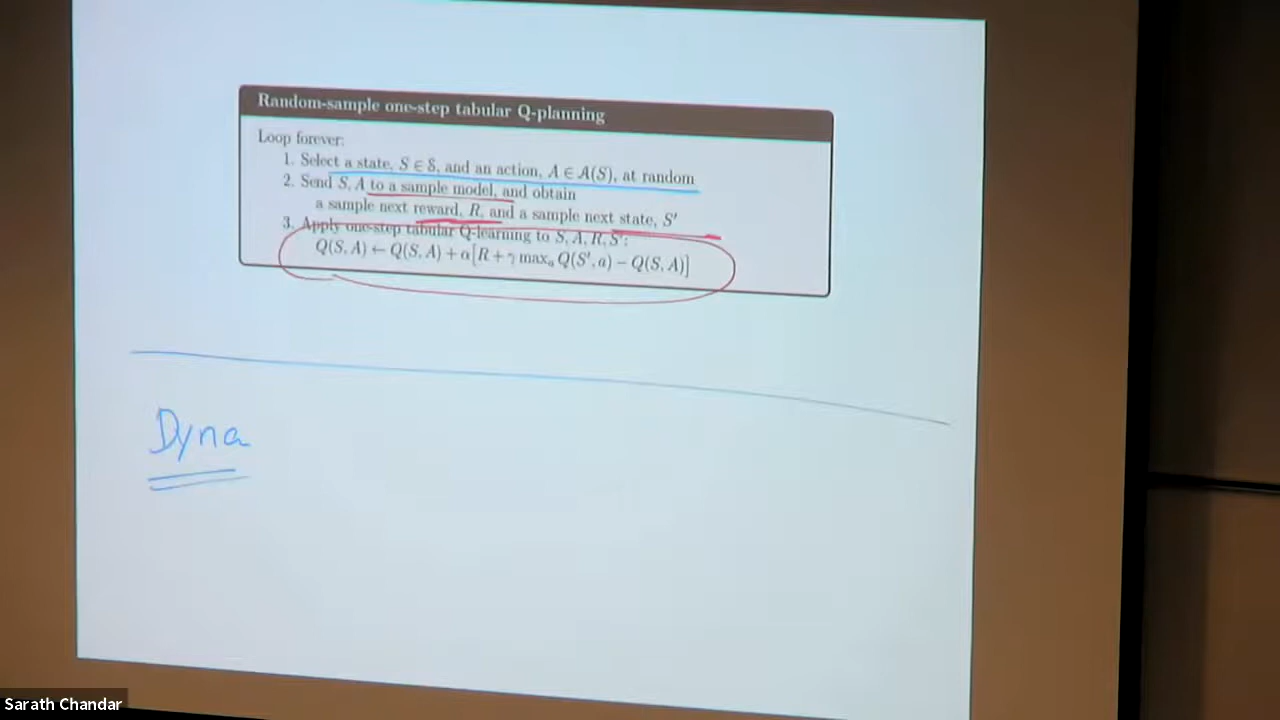 Random-sample one-step tabular Q-planning
Loop forever:
1. Select a state, S ∈ 𝒮, and an action, A ∈ 𝒜(S), at random
2. Send S, A to a sample model, and obtain
a sample next reward, R, and a sample next state, S′
3. Apply one-step tabular Q-learning to S, A, R, S′:
Q(S, A) ← Q(S, A) + α[R + γ maxₐ Q(S′, a) − Q(S, A)]
Dyna
Sarath Chandar